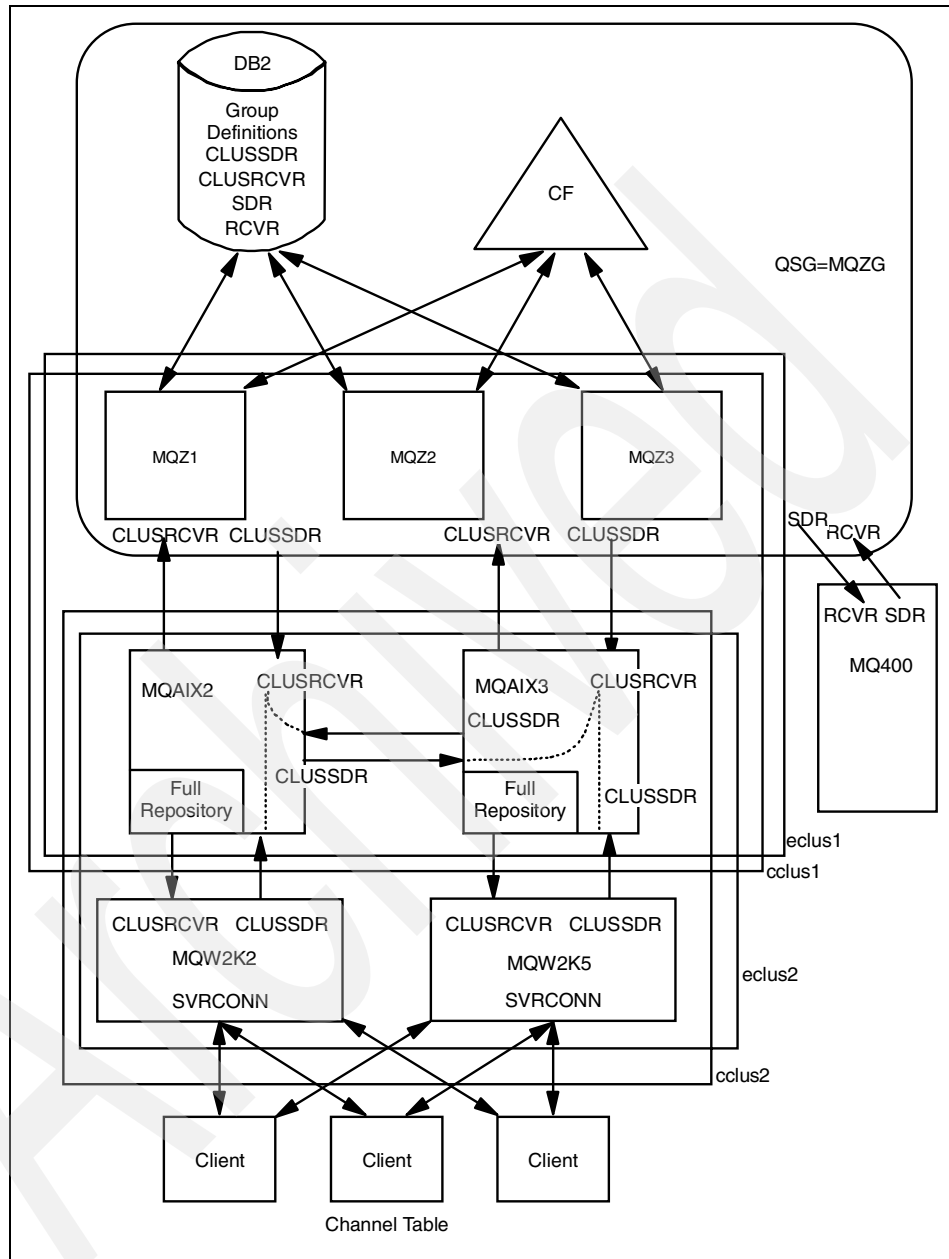 DB2
Group
Definitions
CLUSSDR
CLUSRCVR
SDR
RCVR
CF
QSG=MQZG
MQZ1
MQZ2
MQZ3
CLUSRCVR
CLUSSDR
CLUSRCVR
CLUSSDR
SDR
RCVR
RCVR SDR
MQ400
MQAIX2
CLUSRCVR
MQAIX3
CLUSRCVR
CLUSSDR
CLUSSDR
CLUSSDR
Full
Repository
Full
Repository
eclus1
cclus1
CLUSRCVR CLUSSDR
MQW2K2
SVRCONN
CLUSRCVR CLUSSDR
MQW2K5
SVRCONN
eclus2
cclus2
Client
Client
Client
Channel Table
Archived